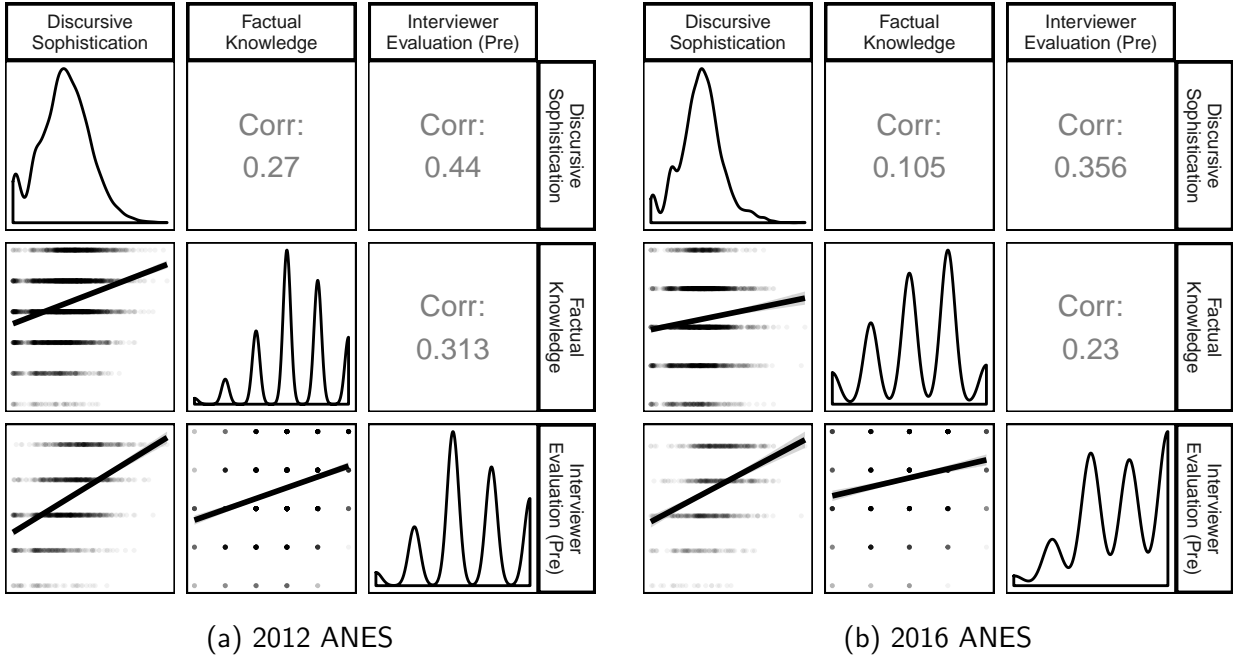 Discursive
Sophistication
Factual
Knowledge
Interviewer
Evaluation (Pre)
Corr:
0.27
Corr:
0.44
Discursive
Sophistication
Corr:
0.313
Factual
Knowledge
Interviewer
Evaluation (Pre)
(a) 2012 ANES
Discursive
Sophistication
Factual
Knowledge
Interviewer
Evaluation (Pre)
Corr:
0.105
Corr:
0.356
Discursive
Sophistication
Corr:
0.23
Factual
Knowledge
Interviewer
Evaluation (Pre)
(b) 2016 ANES